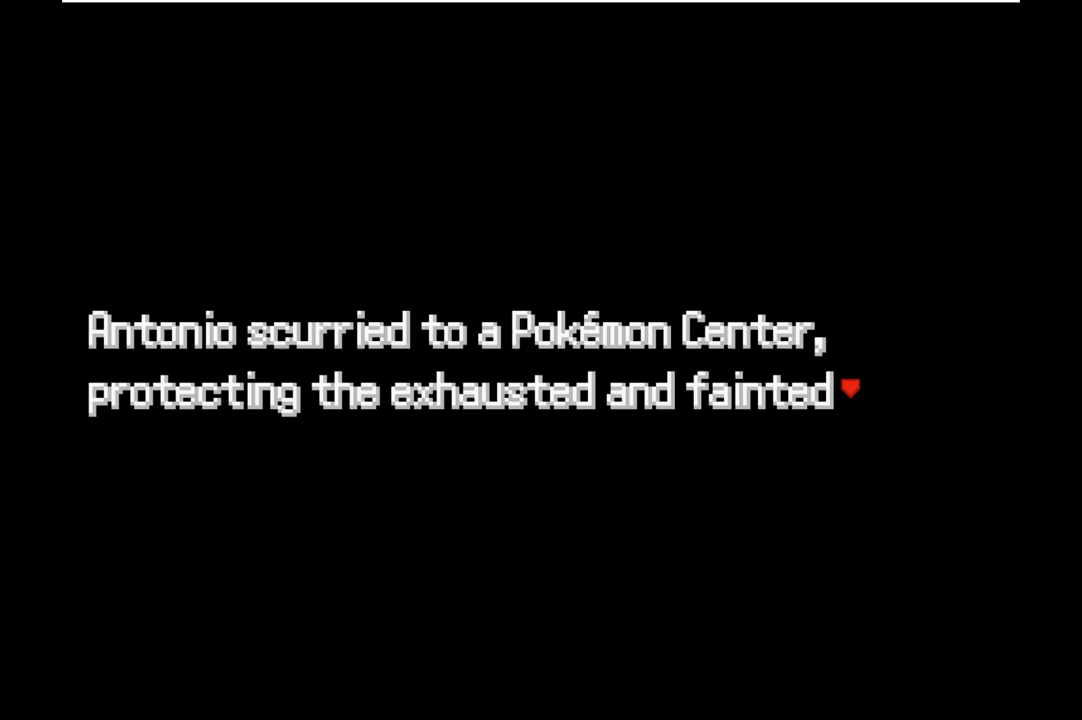 Antonio scurried to a Pokémon Center,
protecting the exhausted and fainted